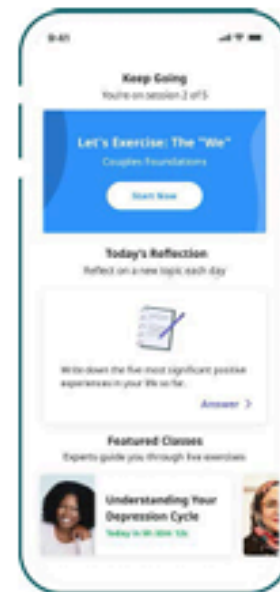 9:41
Keep Going
You're on session 2 of 5
Let's Exercise: The "We"
Couples Foundations
Start Now
Today's Reflection
Reflect on a new topic each day
Write down the five most significant positive
experiences in your life so far.
Answer >
Featured Classes
Experts guide you through live exercises
Understanding Your
Depression Cycle
Today in